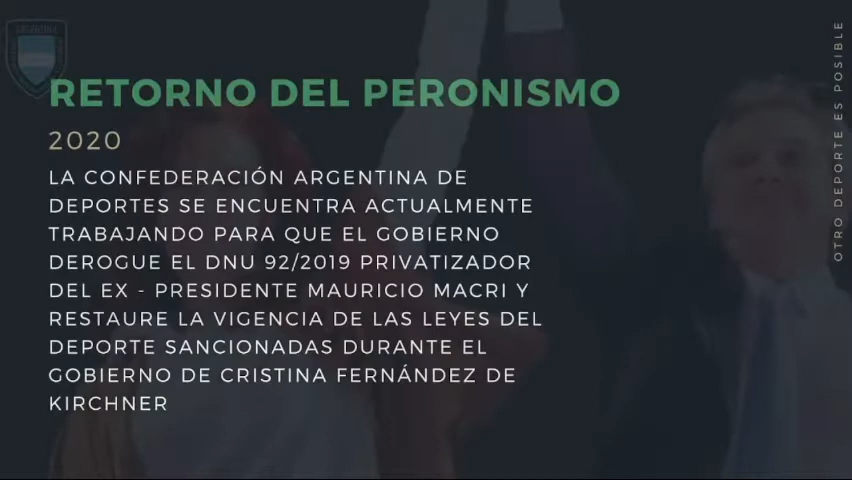 RETORNO DEL PERONISMO
2020
LA CONFEDERACIÓN ARGENTINA DE
DEPORTES SE ENCUENTRA ACTUALMENTE
TRABAJANDO PARA QUE EL GOBIERNO
DEROGUE EL DNU 92/2019 PRIVATIZADOR
DEL EX - PRESIDENTE MAURICIO MACRI Y
RESTAURE LA VIGENCIA DE LAS LEYES DEL
DEPORTE SANCIONADAS DURANTE EL
GOBIERNO DE CRISTINA FERNÁNDEZ DE
KIRCHNER
OTRO DEPORTE ES POSIBLE